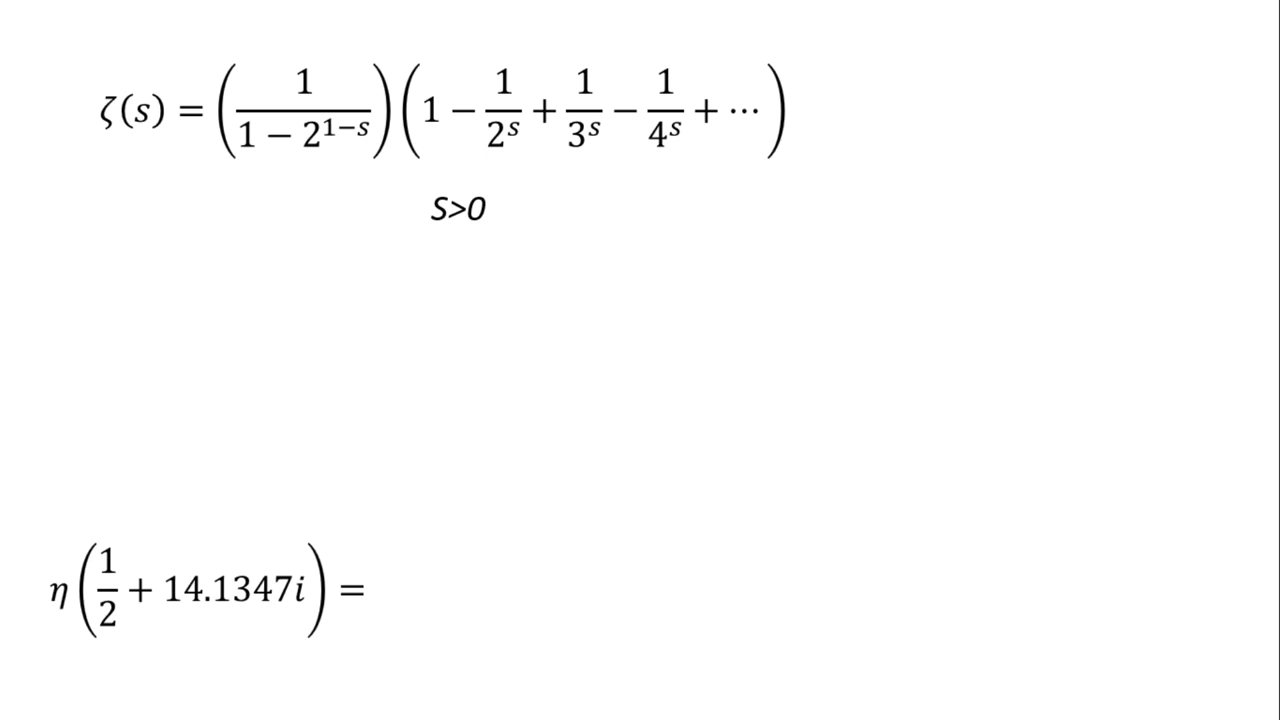 ζ(s) = (1/(1 − 2^{1−s}))(1 − 1/2^s + 1/3^s − 1/4^s + ⋯)
S>0
η(1/2 + 14.1347i) =